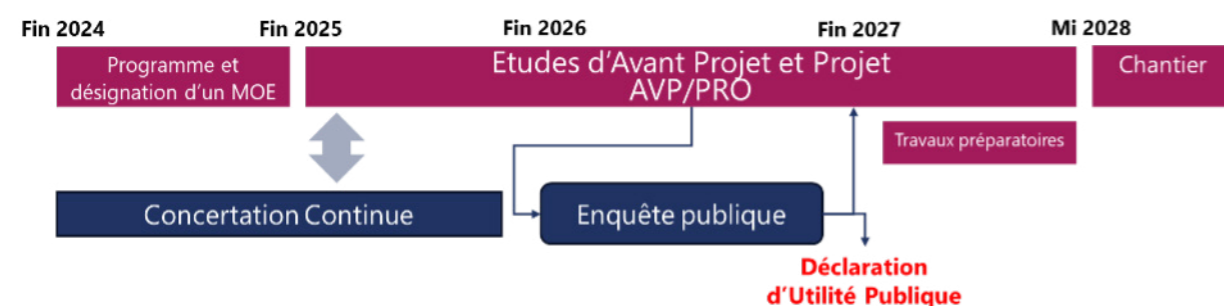 Fin 2024
Fin 2025
Fin 2026
Fin 2027
Mi 2028
Programme et
désignation d'un MOE
Etudes d'Avant Projet et Projet
AVP/PRO
Chantier
Travaux préparatoires
Concertation Continue
Enquête publique
Déclaration
d'Utilité Publique